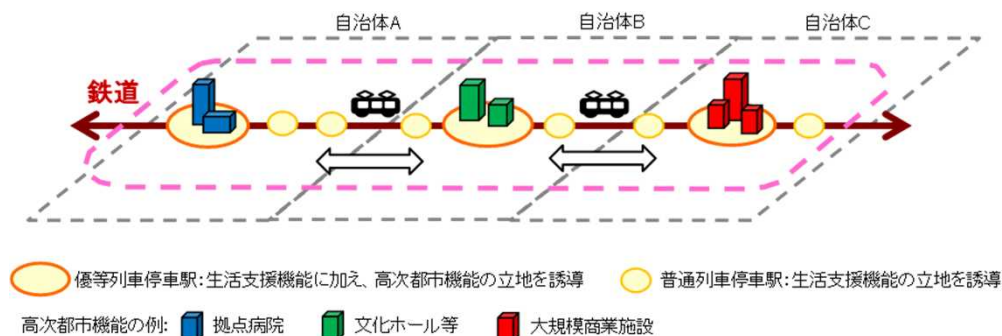 自治体A
自治体B
自治体C
鉄道
優等列車停車駅:生活支援機能に加え、高次都市機能の立地を誘導
普通列車停車駅:生活支援機能の立地を誘導
高次都市機能の例:
拠点病院
文化ホール等
大規模商業施設